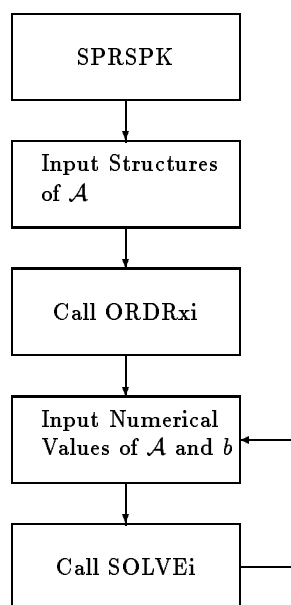 SPRSPK
Input Structures
of 𝒜
Call ORDRxi
Input Numerical
Values of 𝒜 and b
Call SOLVEi